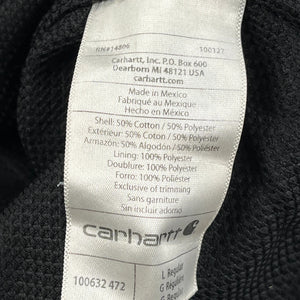 RN#14806 100127
Carhartt, Inc. P.O. Box 600
Dearborn MI 48121 USA
carhartt.com
Made in Mexico
Fabriqué au Mexique
Hecho en México
Shell: 50% Cotton / 50% Polyester
Extérieur: 50% Coton / 50% Polyester
Armazón: 50% Algodón / 50% Poliester
Lining: 100% Polyester
Doublure: 100% Polyester
Forro: 100% Poliester
Exclusive of trimming
Sans garniture
Sin incluir adorno
carhartt
100632 472
L Regular
G Régulier
G Regular